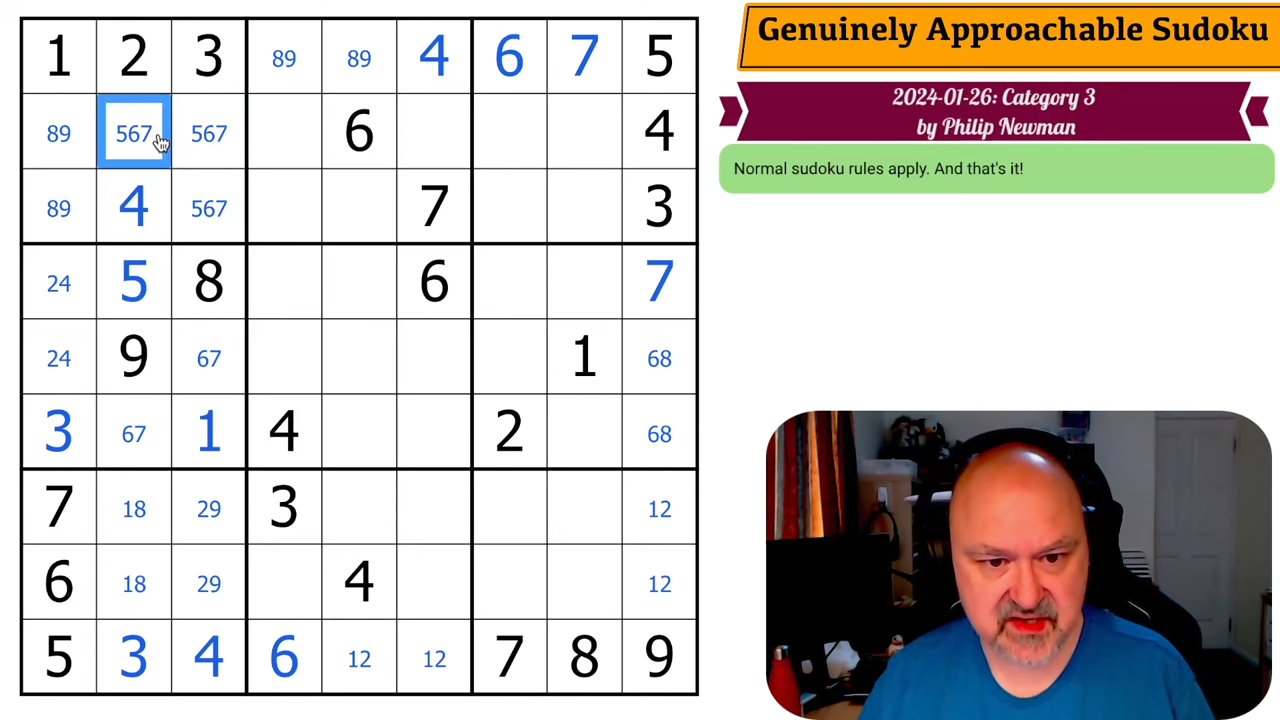 Genuinely Approachable Sudoku
2024-01-26: Category 3
by Philip Newman
Normal sudoku rules apply. And that's it!
1 2 3 89 89 4 6 7 5
89 567 567 6 4
89 4 567 7 3
24 5 8 6 7
24 9 67 1 68
3 67 1 4 2 68
7 18 29 3 12
6 18 29 4 12
5 3 4 6 12 12 7 8 9